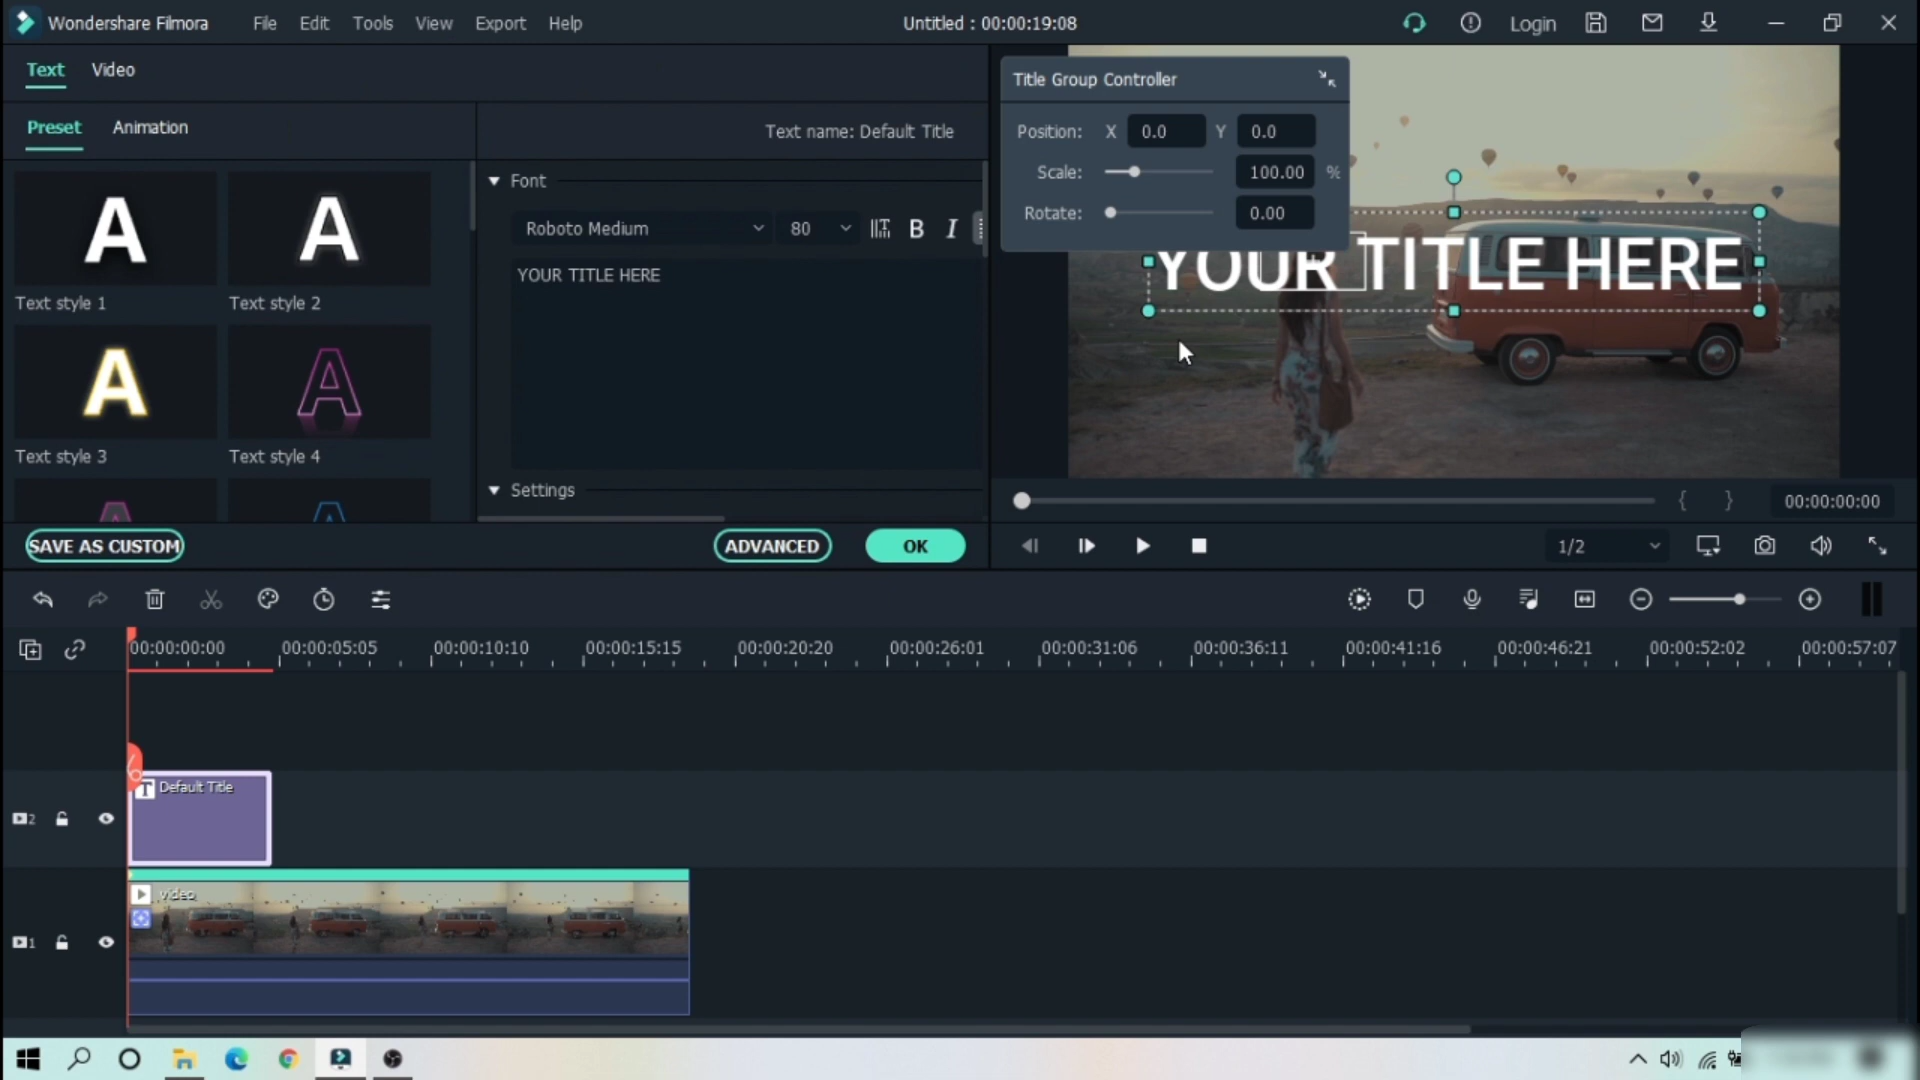 Wondershare Filmora File Edit Tools View Export Help Untitled : 00:00:19:08 Login
Text Video
Preset Animation
Text name: Default Title
A A
Text style 1 Text style 2
A A
Text style 3 Text style 4
A A
Font
Roboto Medium 80 B I
YOUR TITLE HERE
Settings
SAVE AS CUSTOM ADVANCED OK
Title Group Controller
Position: X 0.0 Y 0.0
Scale: 100.00 %
Rotate: 0.00
YOUR TITLE HERE
{ } 00:00:00:00
1/2
00:00:00:00 00:00:05:05 00:00:10:10 00:00:15:15 00:00:20:20 00:00:26:01 00:00:31:06 00:00:36:11 00:00:41:16 00:00:46:21 00:00:52:02 00:00:57:07
T Default Title
2
video
1